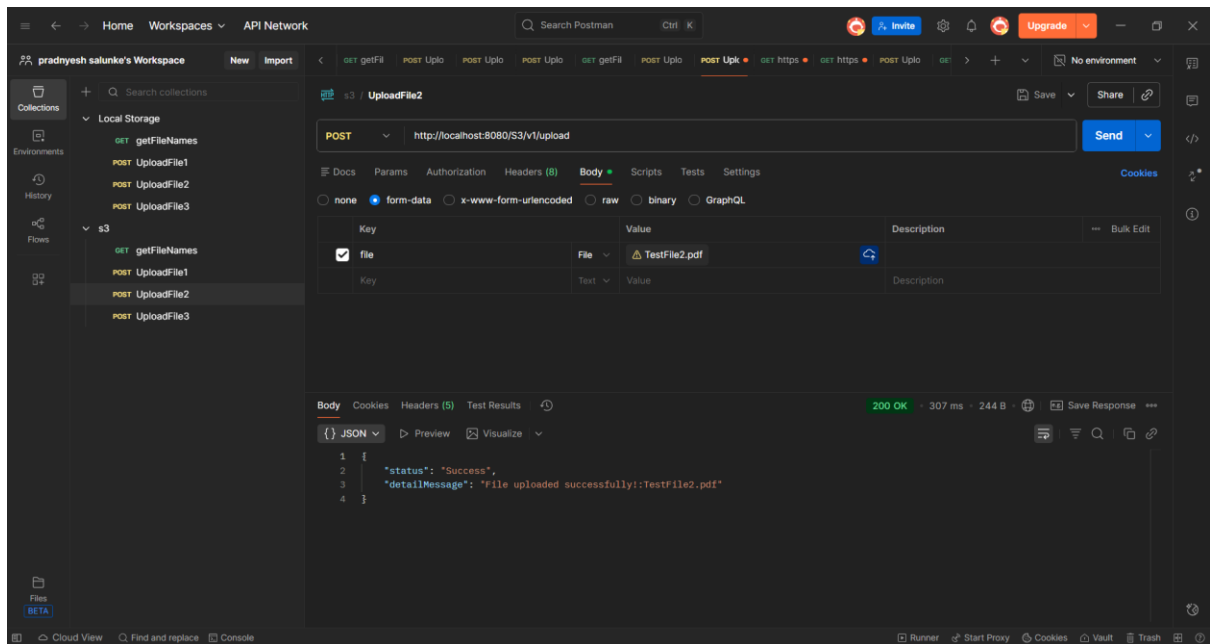 Home Workspaces API Network Search Postman Ctrl K Invite Upgrade
pradnyesh salunke's Workspace New Import GET getFil POST Uplo POST Uplo POST Uplo GET getFil POST Uplo POST Upk GET https GET https POST Uplo GE No environment
Collections
Environments
History
Flows
Files
BETA
Search collections
Local Storage
GET getFileNames
POST UploadFile1
POST UploadFile2
POST UploadFile3
s3
GET getFileNames
POST UploadFile1
POST UploadFile2
POST UploadFile3
HTTP s3 / UploadFile2 Save Share
POST http://localhost:8080/S3/v1/upload Send
Docs Params Authorization Headers (8) Body Scripts Tests Settings Cookies
none form-data x-www-form-urlencoded raw binary GraphQL
Key Value Description Bulk Edit
file File TestFile2.pdf
Key Text Value Description
Body Cookies Headers (5) Test Results 200 OK 307 ms 244 B Save Response
{} JSON Preview Visualize
1 {
2 "status": "Success",
3 "detailMessage": "File uploaded successfully!::TestFile2.pdf"
4 }
Cloud View Find and replace Console Runner Start Proxy Cookies Vault Trash